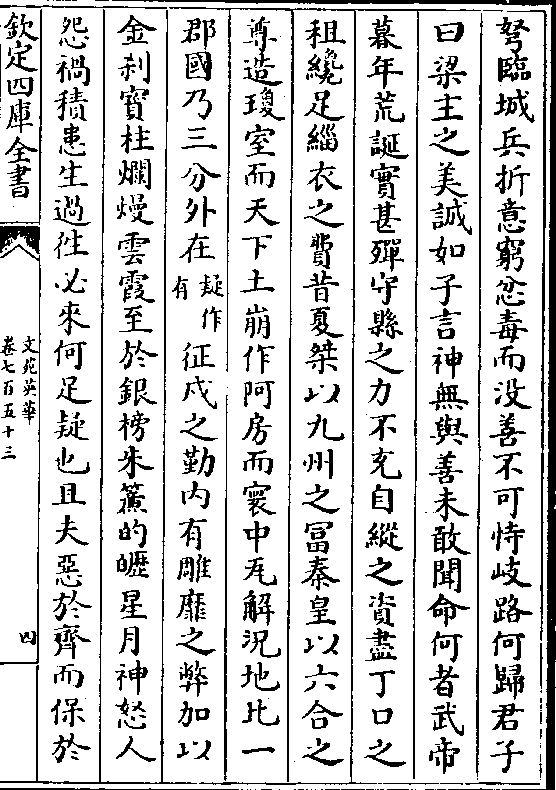 弩臨城兵折意窮忿毒而没善不可恃岐路何歸君子
曰梁主之美誠如子言神無與善未敢聞命何者武帝
暮年荒誕實甚殫守縣之力不充自縱之資盡丁口之
租纔足緇衣之費昔夏桀以九州之富秦皇以六合之
尊造瓊室而天下土崩作阿房而寰中瓦解況地比一
郡國乃三分外在疑作有征戍之勤内有雕靡之弊加以
金刹寳柱爛熳雲霞至於銀榜朱簾的皪星月神怒人
怨禍積患生過徃必來何足疑也且夫惡於齊而保於
欽定四庫全書
文苑英華
卷七百五十三
四